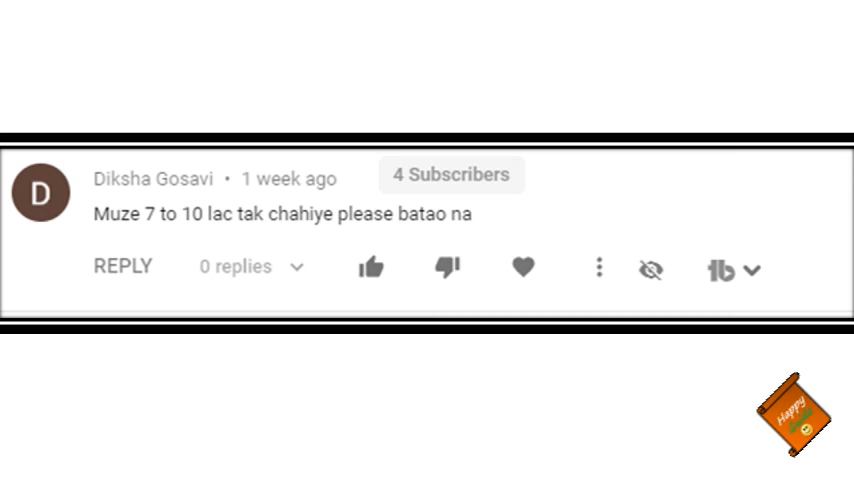 D
Diksha Gosavi • 1 week ago
4 Subscribers
Muze 7 to 10 lac tak chahiye please batao na
REPLY 0 replies
Happy